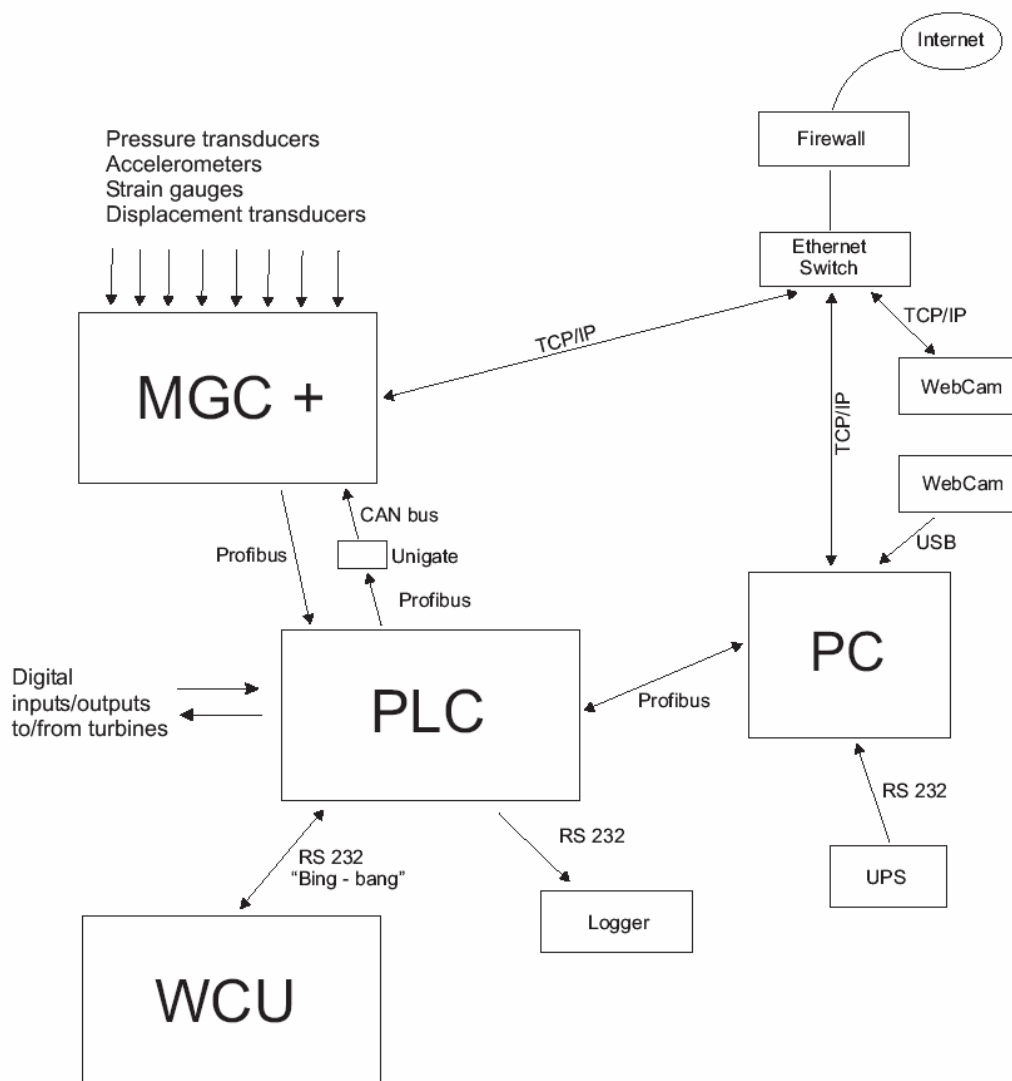 Internet
Firewall
Pressure transducers
Accelerometers
Strain gauges
Displacement transducers
Ethernet
Switch
TCP/IP
TCP/IP
TCP/IP
MGC +
WebCam
WebCam
CAN bus
USB
Profibus
Unigate
Profibus
PC
Digital
inputs/outputs
to/from turbines
PLC
Profibus
RS 232
RS 232
RS 232
"Bing - bang"
UPS
Logger
WCU